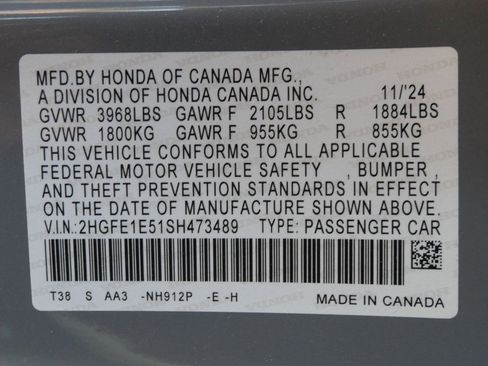 MFD.BY HONDA OF CANADA MFG.,
A DIVISION OF HONDA CANADA INC. 11/'24
GVWR 3968LBS GAWR F 2105LBS R 1884LBS
GVWR 1800KG GAWR F 955KG R 855KG
THIS VEHICLE CONFORMS TO ALL APPLICABLE
FEDERAL MOTOR VEHICLE SAFETY , BUMPER ,
AND THEFT PREVENTION STANDARDS IN EFFECT
ON THE DATE OF MANUFACTURE SHOWN ABOVE.
V.I.N.:2HGFE1E51SH473489 TYPE: PASSENGER CAR
T38 S AA3 -NH912P -E -H
MADE IN CANADA